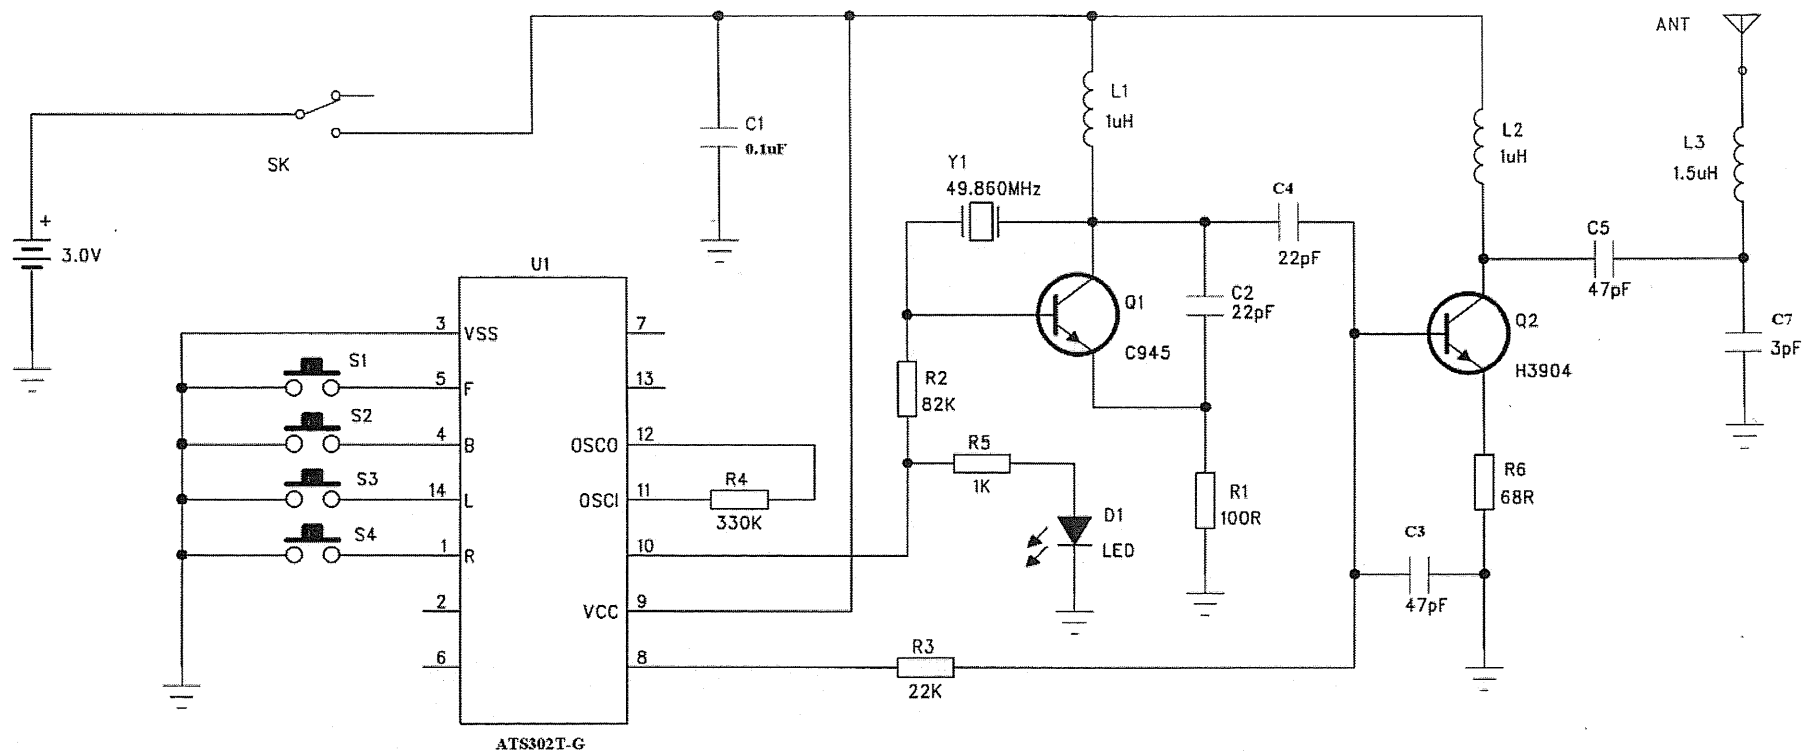 ANT
L1
1uH
C1
0.1uF
L2
1uH
L3
1.5uH
SK
Y1
49.860MHz
C4
22pF
+
3.0V
C5
47pF
U1
Q1
C945
C2
22pF
Q2
H3904
C7
3pF
3 VSS
7
S1
5 F
13
R2
82K
S2
4 B
OSCO 12
R5
1K
S3
14 L
OSCI 11
R4
330K
R1
100R
R6
68R
S4
1 R
10
D1
LED
C3
47pF
2
VCC 9
6
8
R3
22K
ATS302T-G